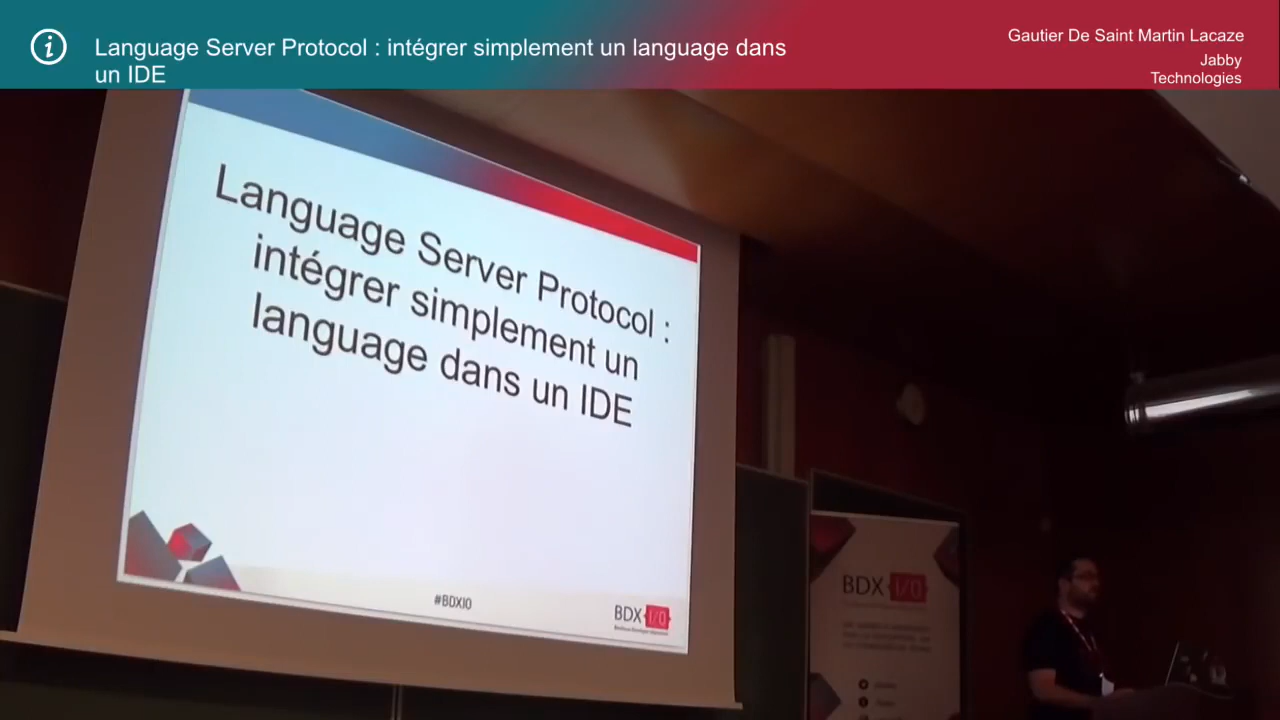 Language Server Protocol : intégrer simplement un language dans
un IDE
Gautier De Saint Martin Lacaze
Jabby
Technologies
Language Server Protocol :
intégrer simplement un
language dans un IDE
#BDXIO
BDX I/O
BDX I/O